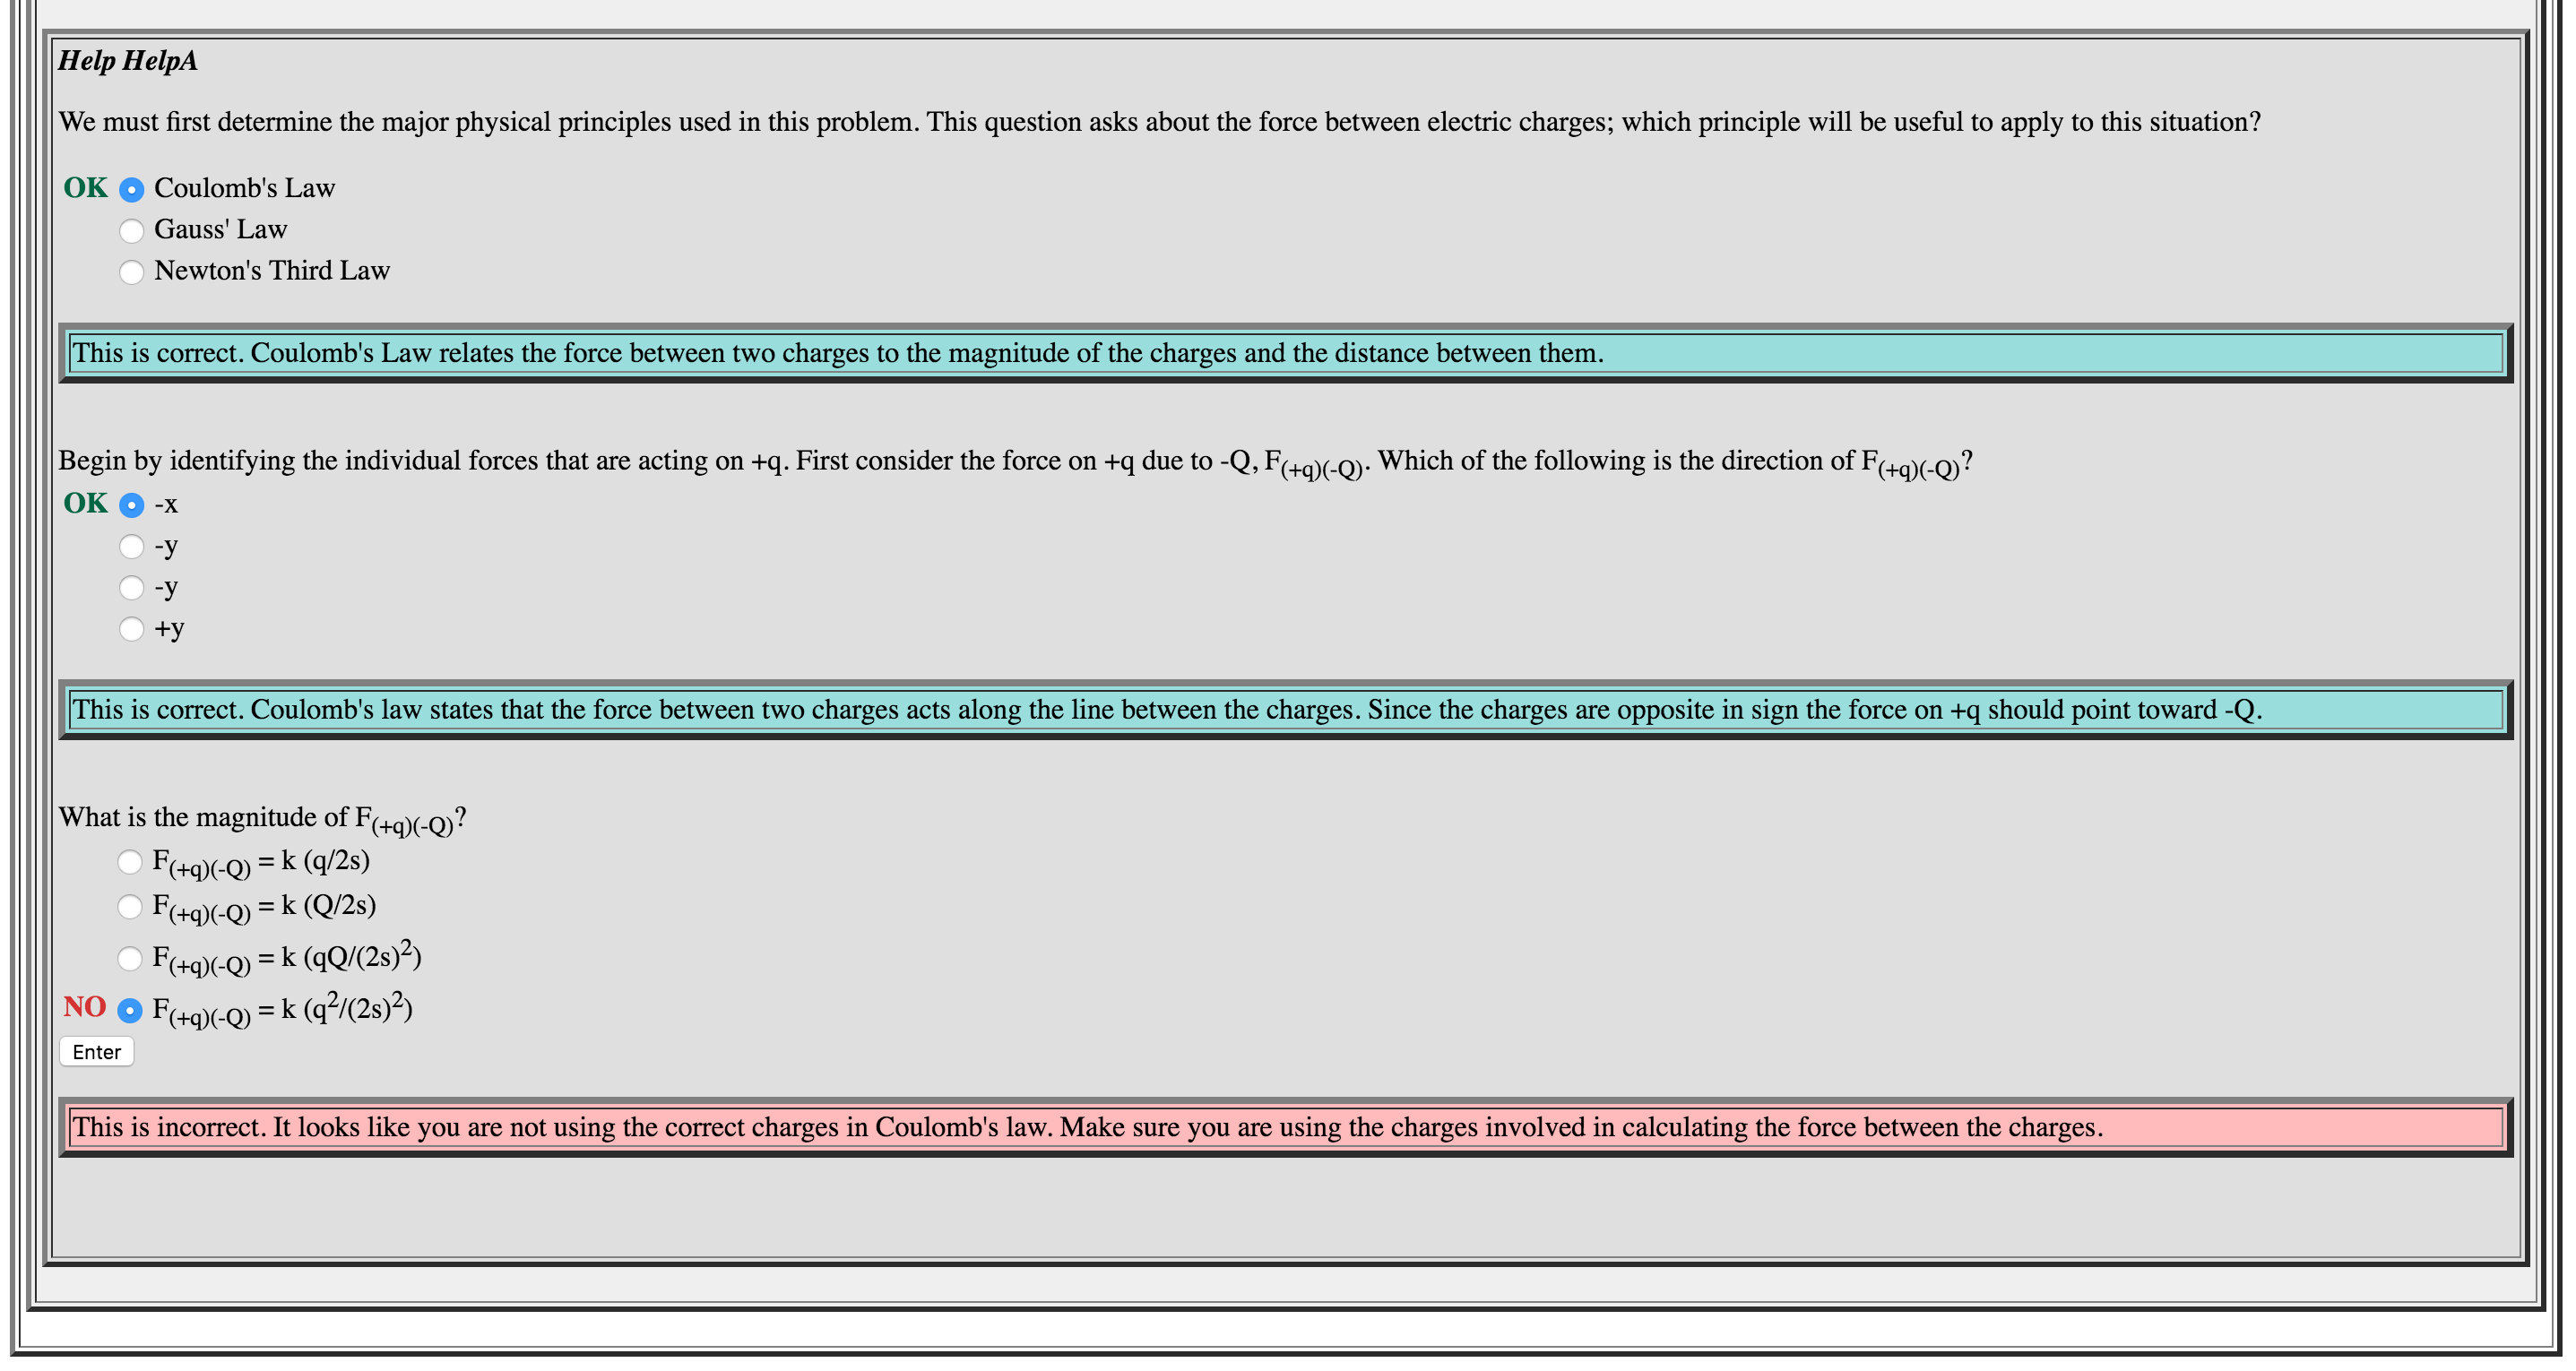 Help HelpA
We must first determine the major physical principles used in this problem. This question asks about the force between electric charges; which principle will be useful to apply to this situation?
OK Coulomb's Law
Gauss' Law
Newton's Third Law
This is correct. Coulomb's Law relates the force between two charges to the magnitude of the charges and the distance between them.
Begin by identifying the individual forces that are acting on +q. First consider the force on +q due to -Q, F(+q)(-Q). Which of the following is the direction of F(+q)(-Q)?
OK -x
-y
-y
+y
This is correct. Coulomb's law states that the force between two charges acts along the line between the charges. Since the charges are opposite in sign the force on +q should point toward -Q.
What is the magnitude of F(+q)(-Q)?
F(+q)(-Q) = k (q/2s)
F(+q)(-Q) = k (Q/2s)
F(+q)(-Q) = k (qQ/(2s)²)
NO F(+q)(-Q) = k (q²/(2s)²)
Enter
This is incorrect. It looks like you are not using the correct charges in Coulomb's law. Make sure you are using the charges involved in calculating the force between the charges.